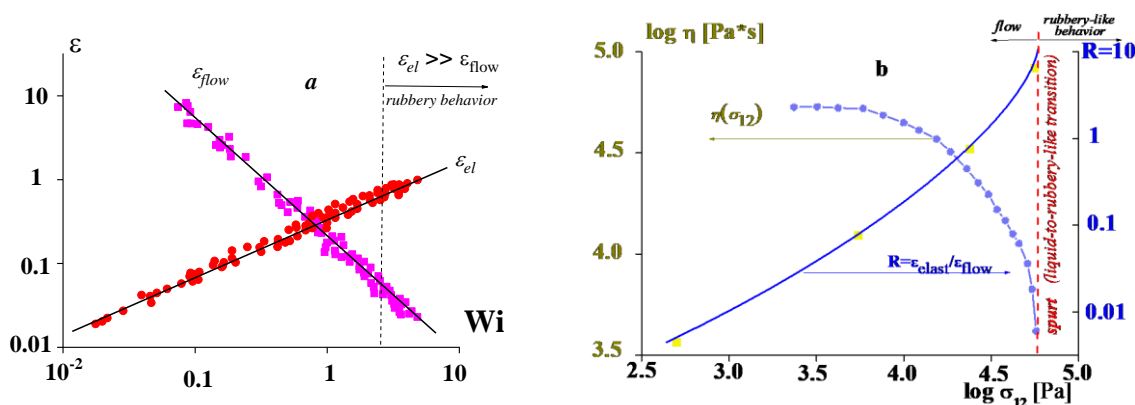 ε
ε_flow
a
ε_el >> ε_flow
rubbery behavior
ε_el
10
1
0.1
0.01
Wi
10^-2
0.1
1
10
flow
rubbery-like
behavior
log η [Pa*s]
b
R=10
5.0
4.5
4.0
3.5
η(σ_12)
R=ε_elast/ε_flow
1
0.1
0.01
spurt (liquid-to-rubbery-like transition)
2.5
3.0
3.5
4.0
4.5
5.0
log σ_12 [Pa]